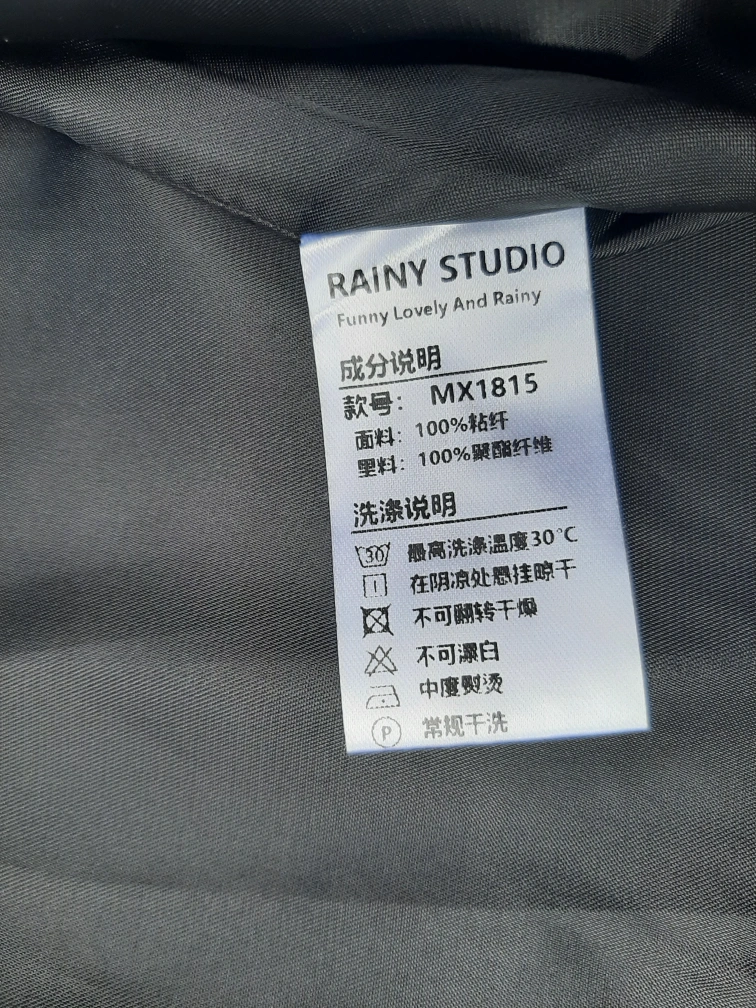 RAINY STUDIO
Funny Lovely And Rainy
成分说明
款号： MX1815
面料：100%粘纤
里料：100%聚酯纤维
洗涤说明
30 最高洗涤温度30℃
在阴凉处悬挂晾干
不可翻转干燥
不可漂白
中度熨烫
P 常规干洗